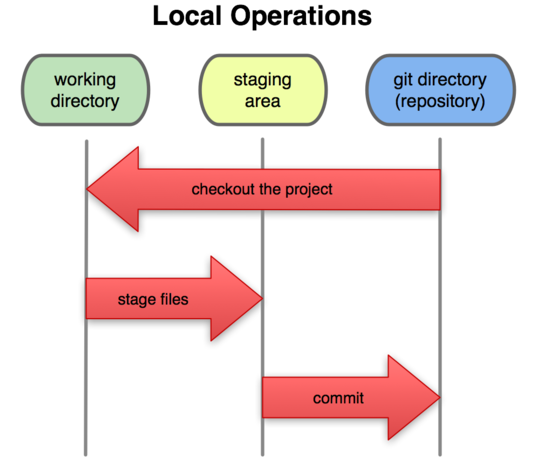 Local Operations
working
directory
staging
area
git directory
(repository)
checkout the project
stage files
commit